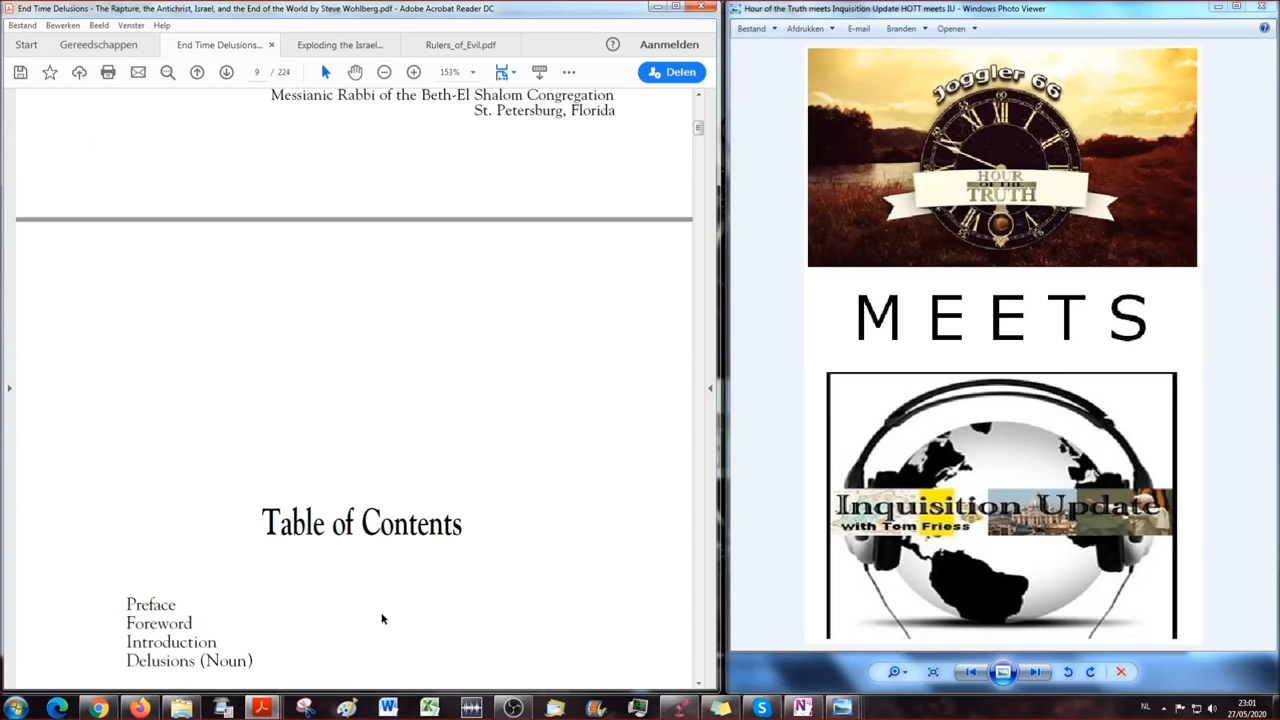 End Time Delusions - The Rapture, the Antichrist, Israel, and the End of the World by Steve Wohlberg.pdf - Adobe Acrobat Reader DC
Bestand Bewerken Beeld Venster Help
Start Gereedschappen End Time Delusions... × Exploding the Israel... Rulers_of_Evil.pdf Aanmelden
9 / 224 153% Delen
Messianic Rabbi of the Beth-El Shalom Congregation
St. Petersburg, Florida
Table of Contents
Preface
Foreword
Introduction
Delusions (Noun)
Hour of the Truth meets Inquisition Update HOTT meets IU - Windows Photo Viewer
Bestand Afdrukken E-mail Branden Openen
Joggler 66
HOUR
OF THE
TRUTH
MEETS
Inquisition Update
with Tom Friess
NL 23:01
27/05/2020